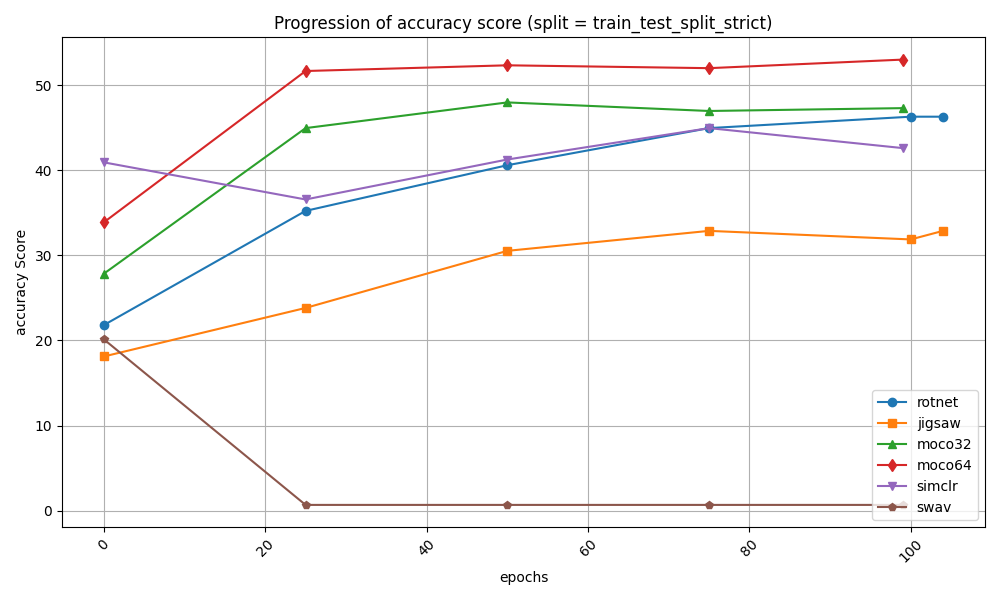 Progression of accuracy score (split = train_test_split_strict)
accuracy Score
50
40
30
20
10
0
0
20
40
60
80
100
epochs
rotnet
jigsaw
moco32
moco64
simclr
swav